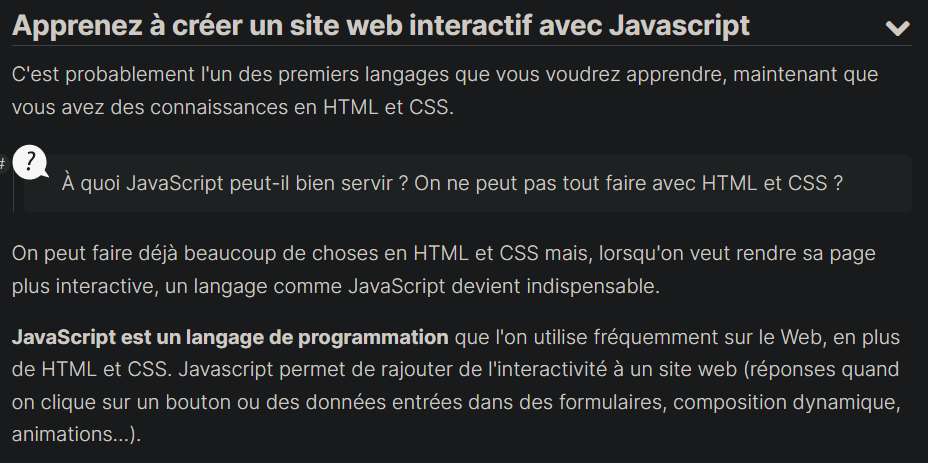 Apprenez à créer un site web interactif avec Javascript
C'est probablement l'un des premiers langages que vous voudrez apprendre, maintenant que
vous avez des connaissances en HTML et CSS.
#
?
À quoi JavaScript peut-il bien servir ? On ne peut pas tout faire avec HTML et CSS ?
On peut faire déjà beaucoup de choses en HTML et CSS mais, lorsqu'on veut rendre sa page
plus interactive, un langage comme JavaScript devient indispensable.
JavaScript est un langage de programmation que l'on utilise fréquemment sur le Web, en plus
de HTML et CSS. Javascript permet de rajouter de l'interactivité à un site web (réponses quand
on clique sur un bouton ou des données entrées dans des formulaires, composition dynamique,
animations...).